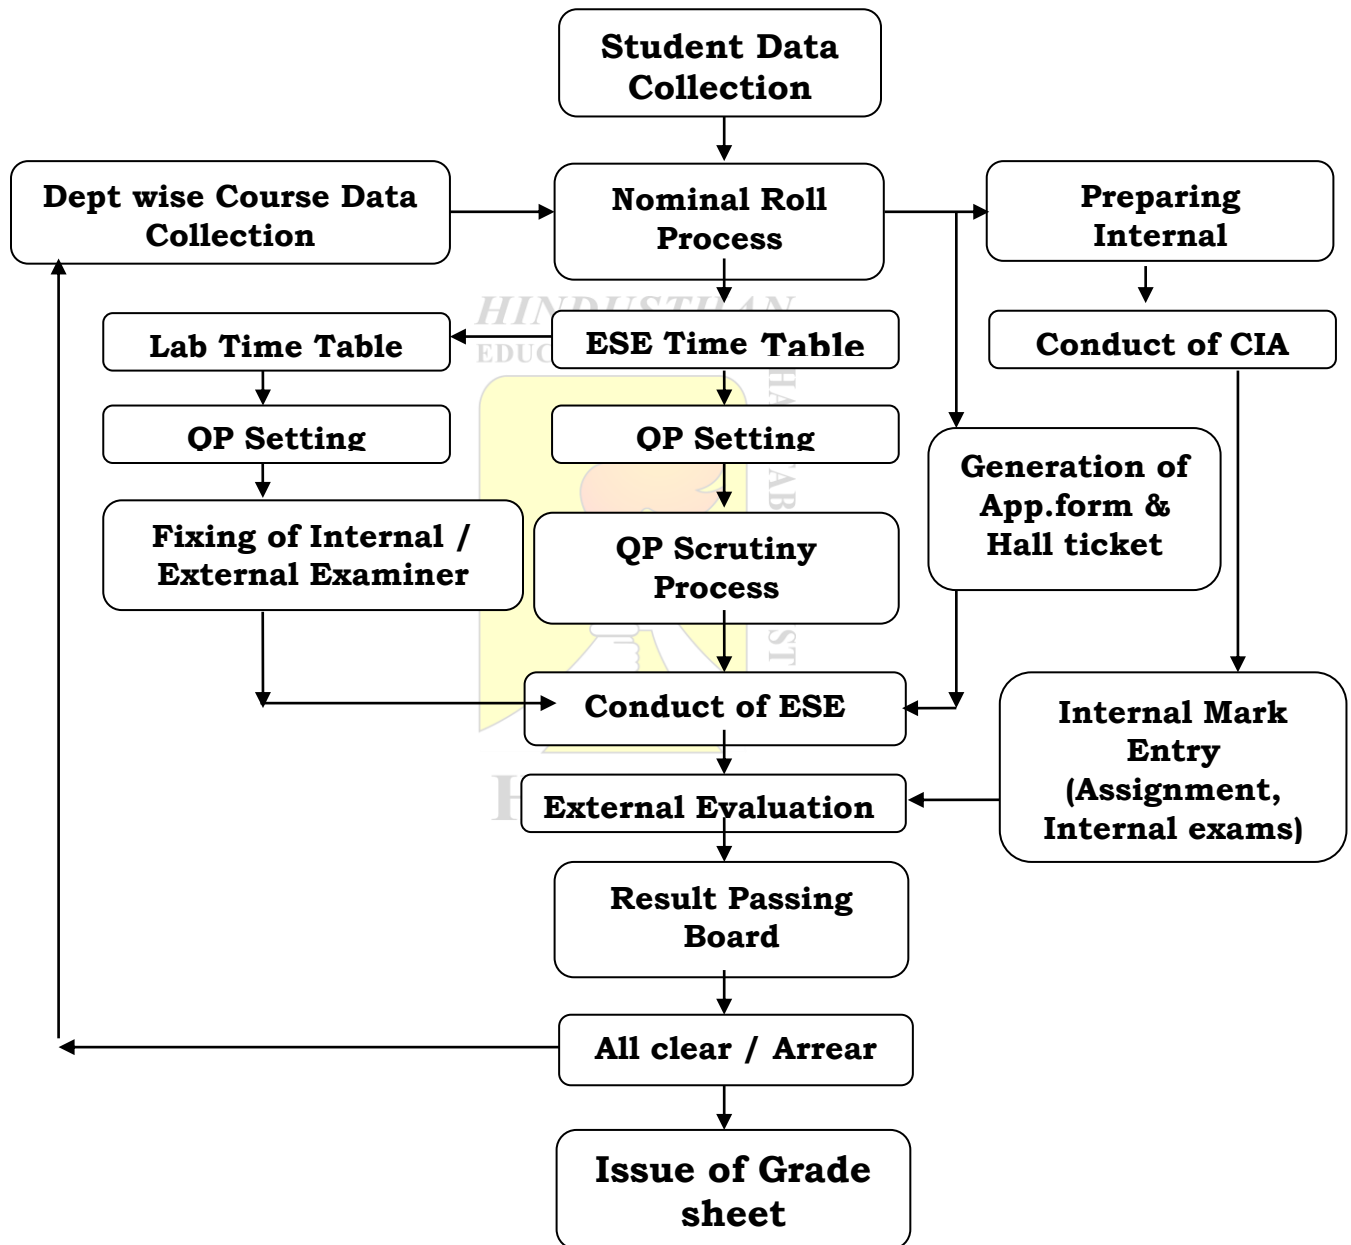 Student Data
Collection
Dept wise Course Data
Collection
Nominal Roll
Process
Preparing
Internal
HINDUSTHAN
Lab Time Table
EDUC
ESE Time Table
Conduct of CIA
QP Setting
QP Setting
Generation of
App.form &
Hall ticket
Fixing of Internal /
External Examiner
QP Scrutiny
Process
Conduct of ESE
Internal Mark
Entry
(Assignment,
Internal exams)
External Evaluation
Result Passing
Board
All clear / Arrear
Issue of Grade
sheet